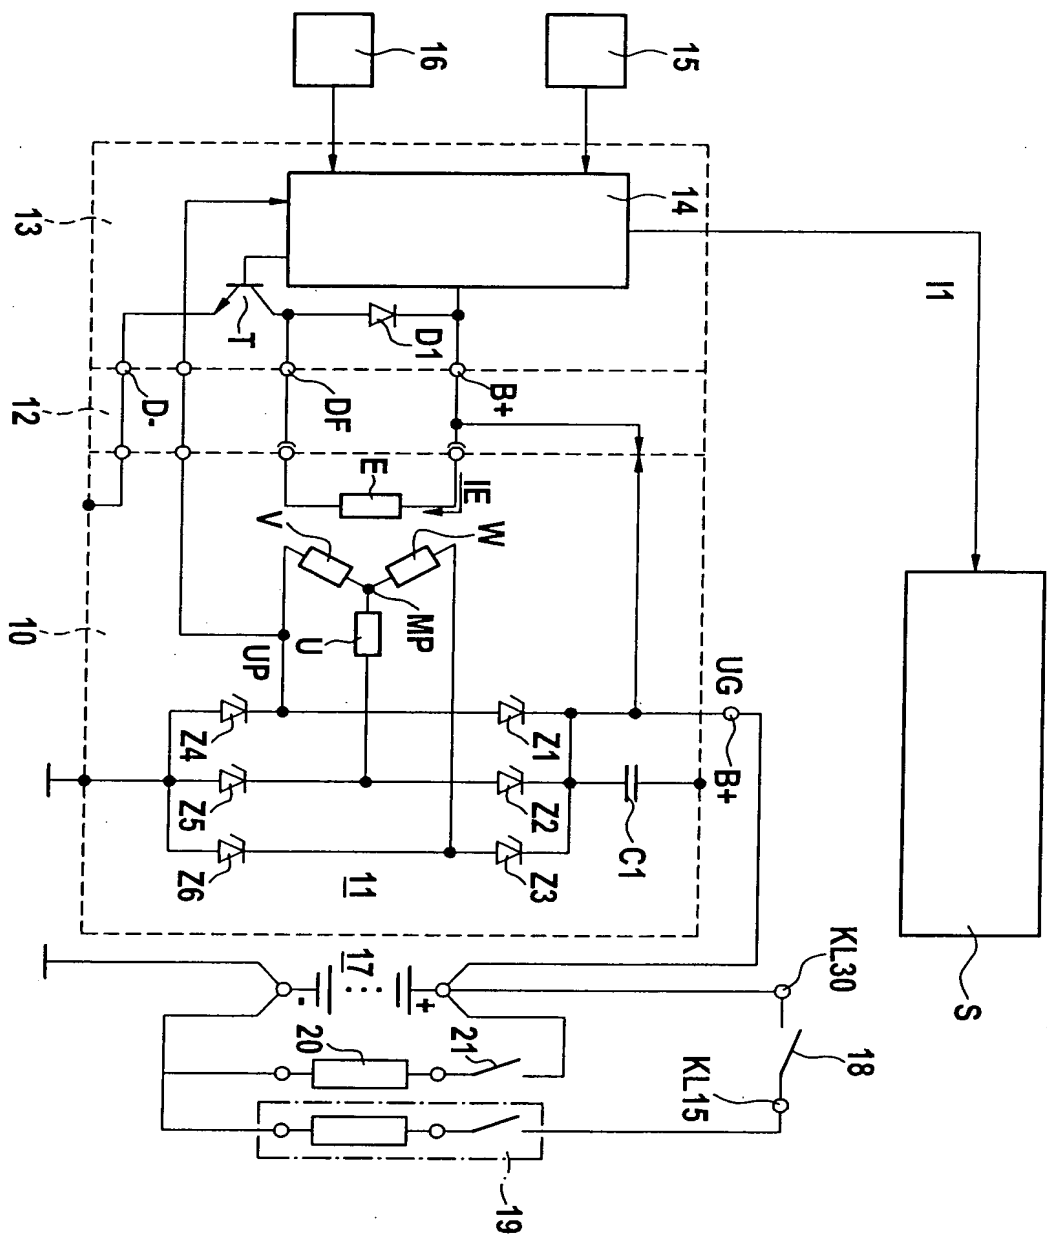 16
15
13
14
T
D1
I1
12
D-
DF
B+
E
IE
V
W
10
MP
U
UP
UG
Z4
Z1
B+
Z5
Z2
Z6
11
Z3
C1
S
17
-
+
KL30
20
21
18
KL15
19